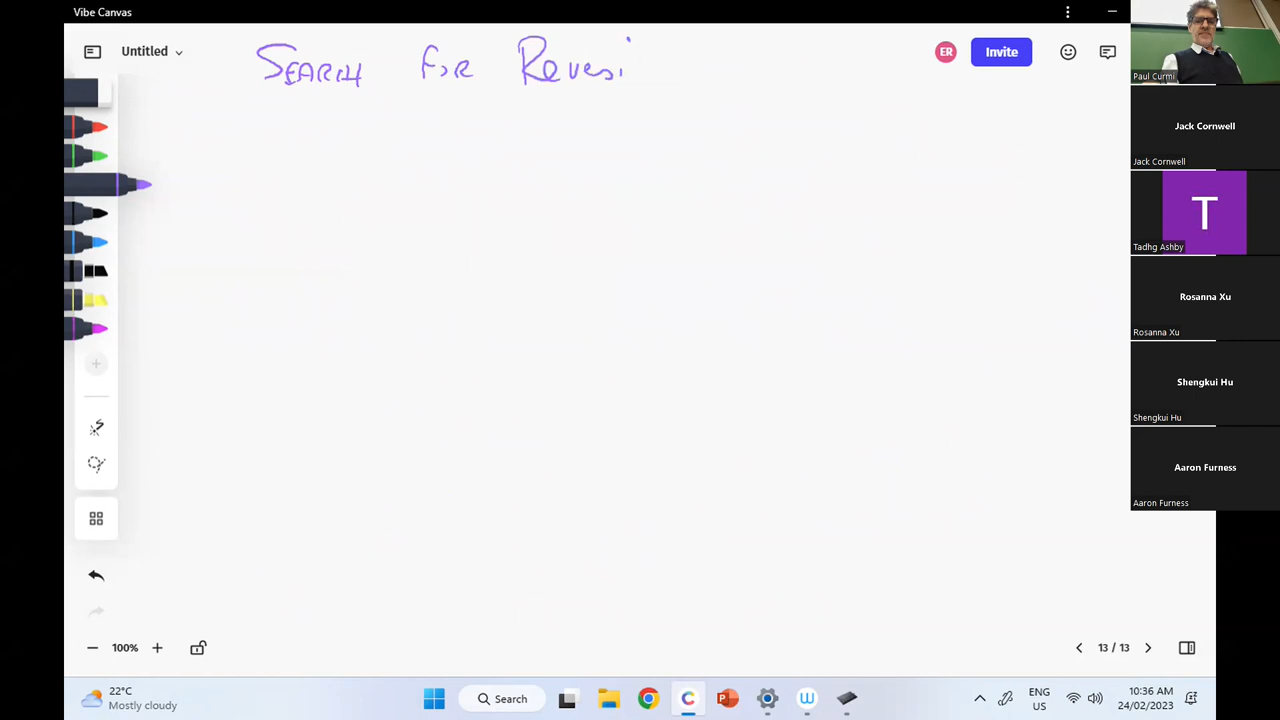 Vibe Canvas
Untitled
SEARCH FOR Reversi
ER
Invite
Paul Curmi
Jack Cornwell
Jack Cornwell
T
Tadhg Ashby
Rosanna Xu
Rosanna Xu
Shengkui Hu
Shengkui Hu
Aaron Furness
Aaron Furness
100%
13 / 13
22°C
Mostly cloudy
Search
ENG
US
10:36 AM
24/02/2023